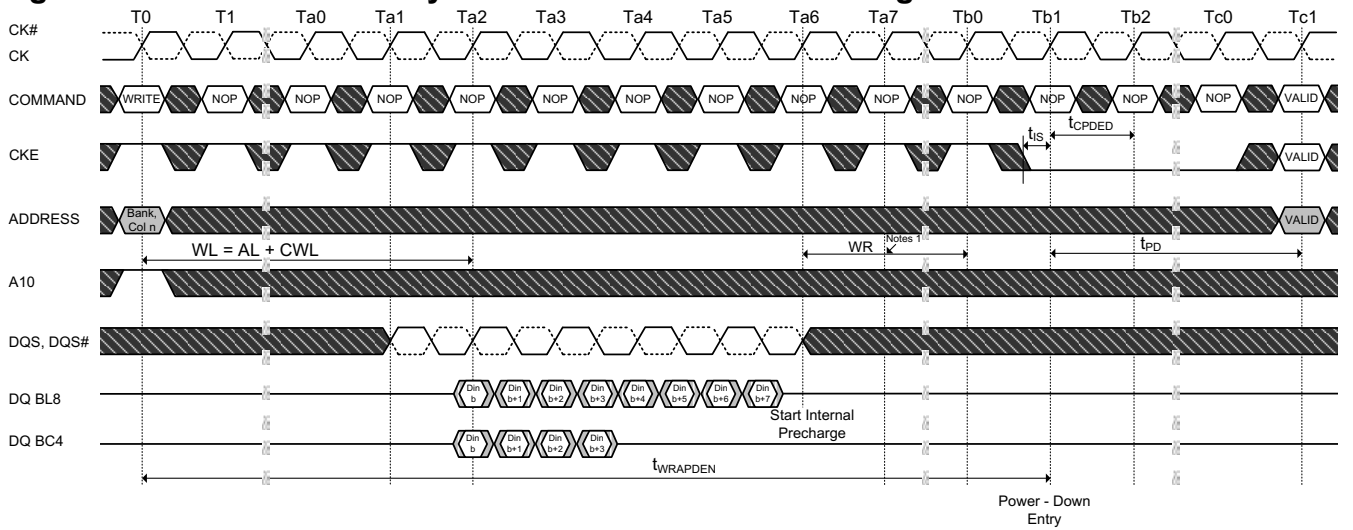 T0 T1 Ta0 Ta1 Ta2 Ta3 Ta4 Ta5 Ta6 Ta7 Tb0 Tb1 Tb2 Tc0 Tc1
CK#
CK
COMMAND WRITE NOP NOP NOP NOP NOP NOP NOP NOP NOP NOP NOP NOP NOP VALID
tIS tCPDED
CKE VALID
ADDRESS Bank, Col n VALID
WL = AL + CWL WR Notes 1 tPD
A10
DQS, DQS#
DQ BL8 Din b Din b+1 Din b+2 Din b+3 Din b+4 Din b+5 Din b+6 Din b+7
Start Internal
Precharge
DQ BC4 Din b Din b+1 Din b+2 Din b+3
tWRAPDEN
Power - Down
Entry